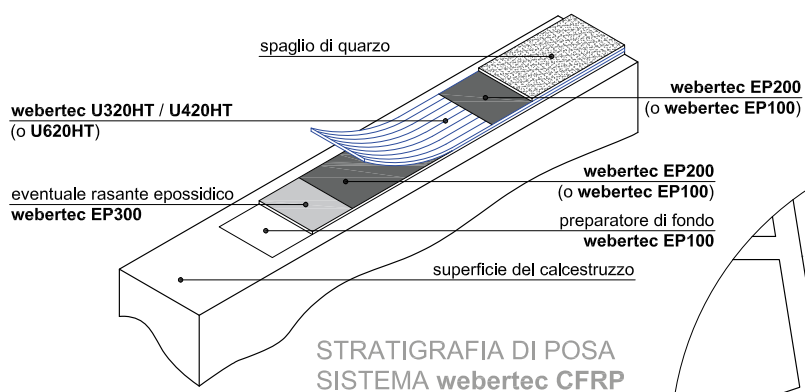 spaglio di quarzo
webertec EP200
(o webertec EP100)
webertec U320HT / U420HT
(o U620HT)
webertec EP200
(o webertec EP100)
eventuale rasante epossidico
webertec EP300
preparatore di fondo
webertec EP100
superficie del calcestruzzo
STRATIGRAFIA DI POSA
SISTEMA webertec CFRP